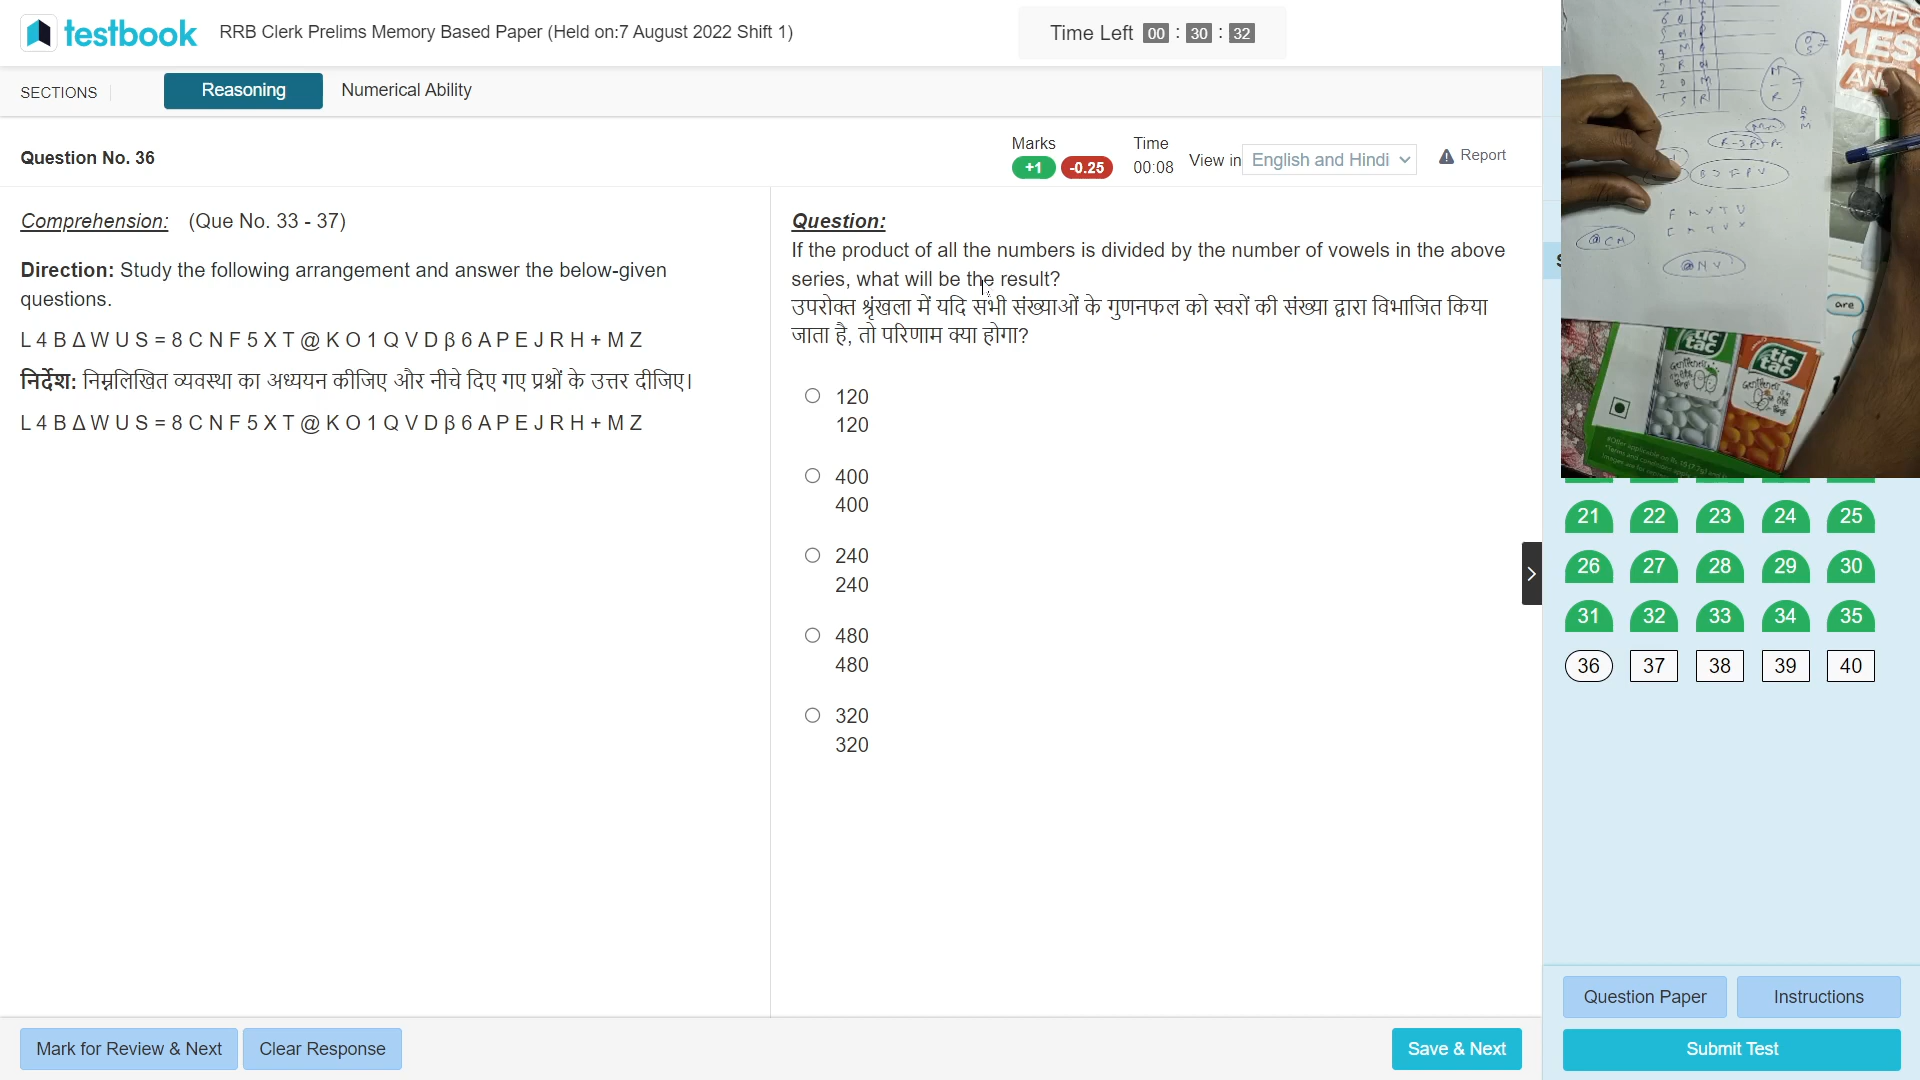 testbook
RRB Clerk Prelims Memory Based Paper (Held on:7 August 2022 Shift 1)
Time Left 00 : 30 : 32
SECTIONS
Reasoning
Numerical Ability
Question No. 36
Marks
+1 -0.25
Time
00:08
View in English and Hindi
Report
Comprehension: (Que No. 33 - 37)
Direction: Study the following arrangement and answer the below-given
questions.
L 4 B Δ W U S = 8 C N F 5 X T @ K O 1 Q V D β 6 A P E J R H + M Z
निर्देश: निम्नलिखित व्यवस्था का अध्ययन कीजिए और नीचे दिए गए प्रश्नों के उत्तर दीजिए।
L 4 B Δ W U S = 8 C N F 5 X T @ K O 1 Q V D β 6 A P E J R H + M Z
Question:
If the product of all the numbers is divided by the number of vowels in the above
series, what will be the result?
उपरोक्त श्रृंखला में यदि सभी संख्याओं के गुणनफल को स्वरों की संख्या द्वारा विभाजित किया
जाता है, तो परिणाम क्या होगा?
120
120
400
400
240
240
480
480
320
320
are
tic
tac
tic
tac
21 22 23 24 25
26 27 28 29 30
31 32 33 34 35
36 37 38 39 40
Question Paper
Instructions
Mark for Review & Next
Clear Response
Save & Next
Submit Test